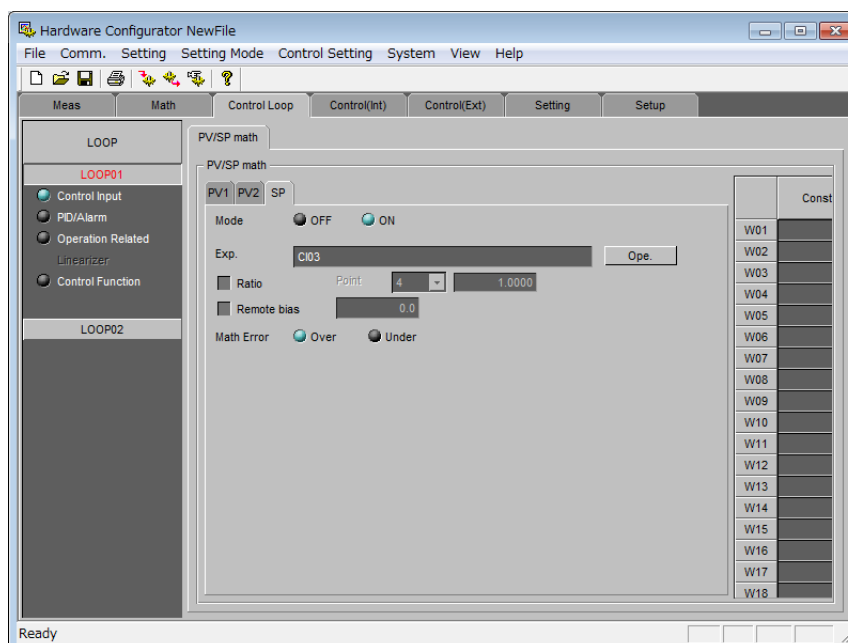 Hardware Configurator NewFile
File Comm. Setting Setting Mode Control Setting System View Help
Meas Math Control Loop Control(Int) Control(Ext) Setting Setup
LOOP
LOOP01
Control Input
PID/Alarm
Operation Related
Linearizer
Control Function
LOOP02
PV/SP math
PV/SP math
PV1 PV2 SP
Mode OFF ON
Exp. CI03 Ope.
Ratio Point 4 1.0000
Remote bias 0.0
Math Error Over Under
Const
W01
W02
W03
W04
W05
W06
W07
W08
W09
W10
W11
W12
W13
W14
W15
W16
W17
W18
Ready